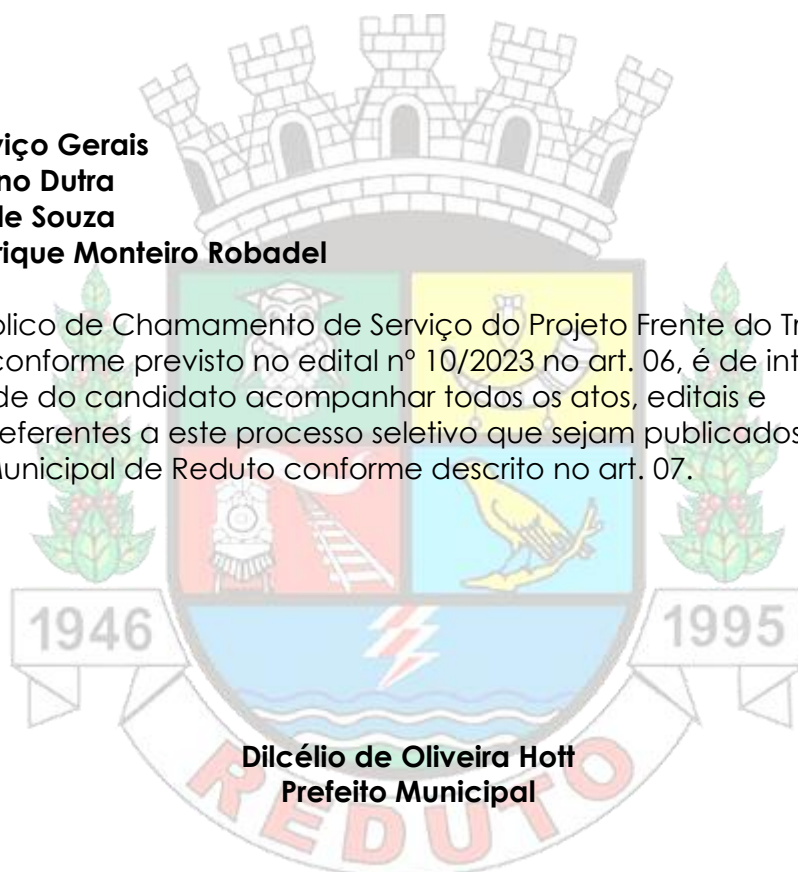 viço Gerais
no Dutra
de Souza
rique Monteiro Robadel
olico de Chamamento de Serviço do Projeto Frente do Tr
conforme previsto no edital nº 10/2023 no art. 06, é de int
de do candidato acompanhar todos os atos, editais e
eferentes a este processo seletivo que sejam publicados
Municipal de Reduto conforme descrito no art. 07.
1946
1995
Dilcélio de Oliveira Hott
Prefeito Municipal
REDUTO